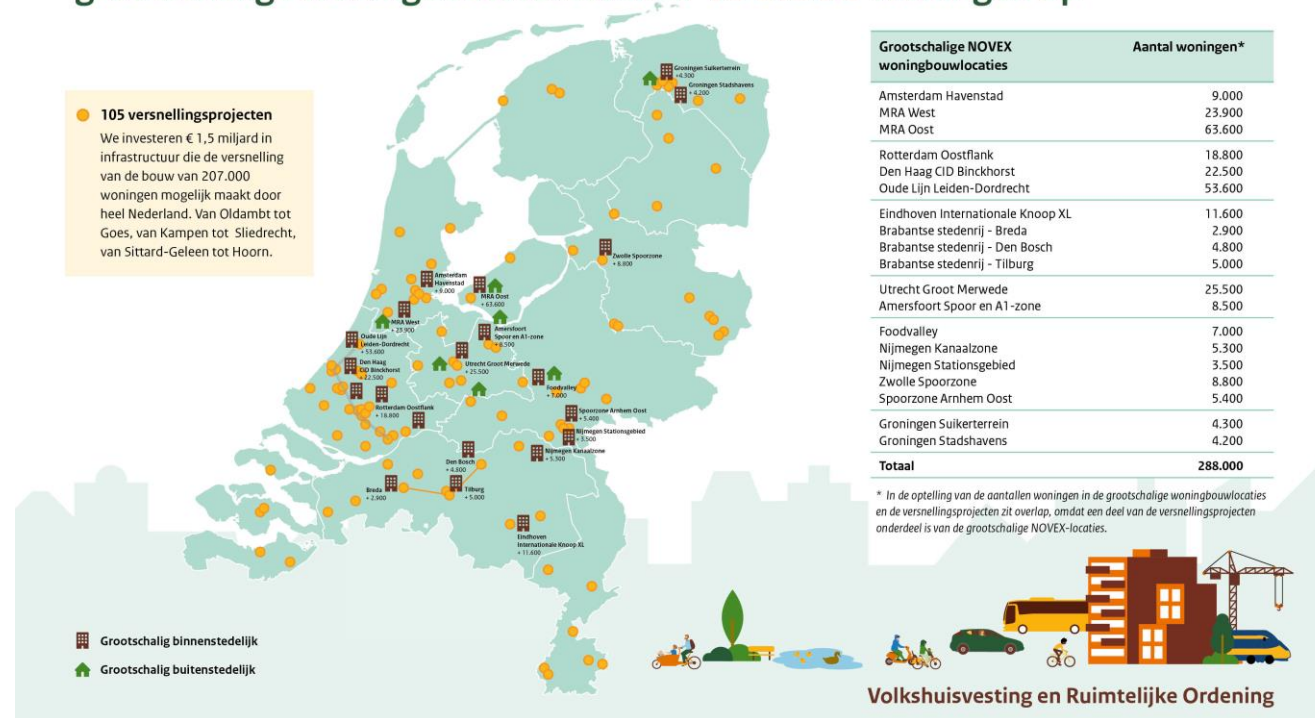 105 versnellingsprojecten
We investeren € 1,5 miljard in
infrastructuur die de versnelling
van de bouw van 207.000
woningen mogelijk maakt door
heel Nederland. Van Oldambt tot
Goes, van Kampen tot Sliedrecht,
van Sittard-Geleen tot Hoorn.
Groningen Suikerterrein
+4.300
Groningen Stadshavens
+ 4.200
Zwolle Spoorzone
+ 8.800
Amsterdam
Havenstad
+ 9.000
MRA Oost
+ 63.600
MRA West
+ 23.900
Amersfoort
Spoor en A1-zone
+ 8.500
Oude Lijn
Leiden-Dordrecht
+ 53.600
Den Haag
CID Binckhorst
+ 22.500
Utrecht Groot Merwede
+ 25.500
Foodvalley
+ 7.000
Rotterdam Oostflank
+ 18.800
Spoorzone Arnhem Oost
+ 5.400
Nijmegen Stationsgebied
+ 3.500
Nijmegen Kanaalzone
+ 5.300
Den Bosch
+ 4.800
Breda
+ 2.900
Tilburg
+ 5.000
Eindhoven
Internationale Knoop XL
+ 11.600
Grootschalig binnenstedelijk
Grootschalig buitenstedelijk
Grootschalige NOVEX Aantal woningen*
woningbouwlocaties
Amsterdam Havenstad 9.000
MRA West 23.900
MRA Oost 63.600
Rotterdam Oostflank 18.800
Den Haag CID Binckhorst 22.500
Oude Lijn Leiden-Dordrecht 53.600
Eindhoven Internationale Knoop XL 11.600
Brabantse stedenrij - Breda 2.900
Brabantse stedenrij - Den Bosch 4.800
Brabantse stedenrij - Tilburg 5.000
Utrecht Groot Merwede 25.500
Amersfoort Spoor en A1-zone 8.500
Foodvalley 7.000
Nijmegen Kanaalzone 5.300
Nijmegen Stationsgebied 3.500
Zwolle Spoorzone 8.800
Spoorzone Arnhem Oost 5.400
Groningen Suikerterrein 4.300
Groningen Stadshavens 4.200
Totaal 288.000
* In de optelling van de aantallen woningen in de grootschalige woningbouwlocaties
en de versnellingsprojecten zit overlap, omdat een deel van de versnellingsprojecten
onderdeel is van de grootschalige NOVEX-locaties.
Volkshuisvesting en Ruimtelijke Ordening